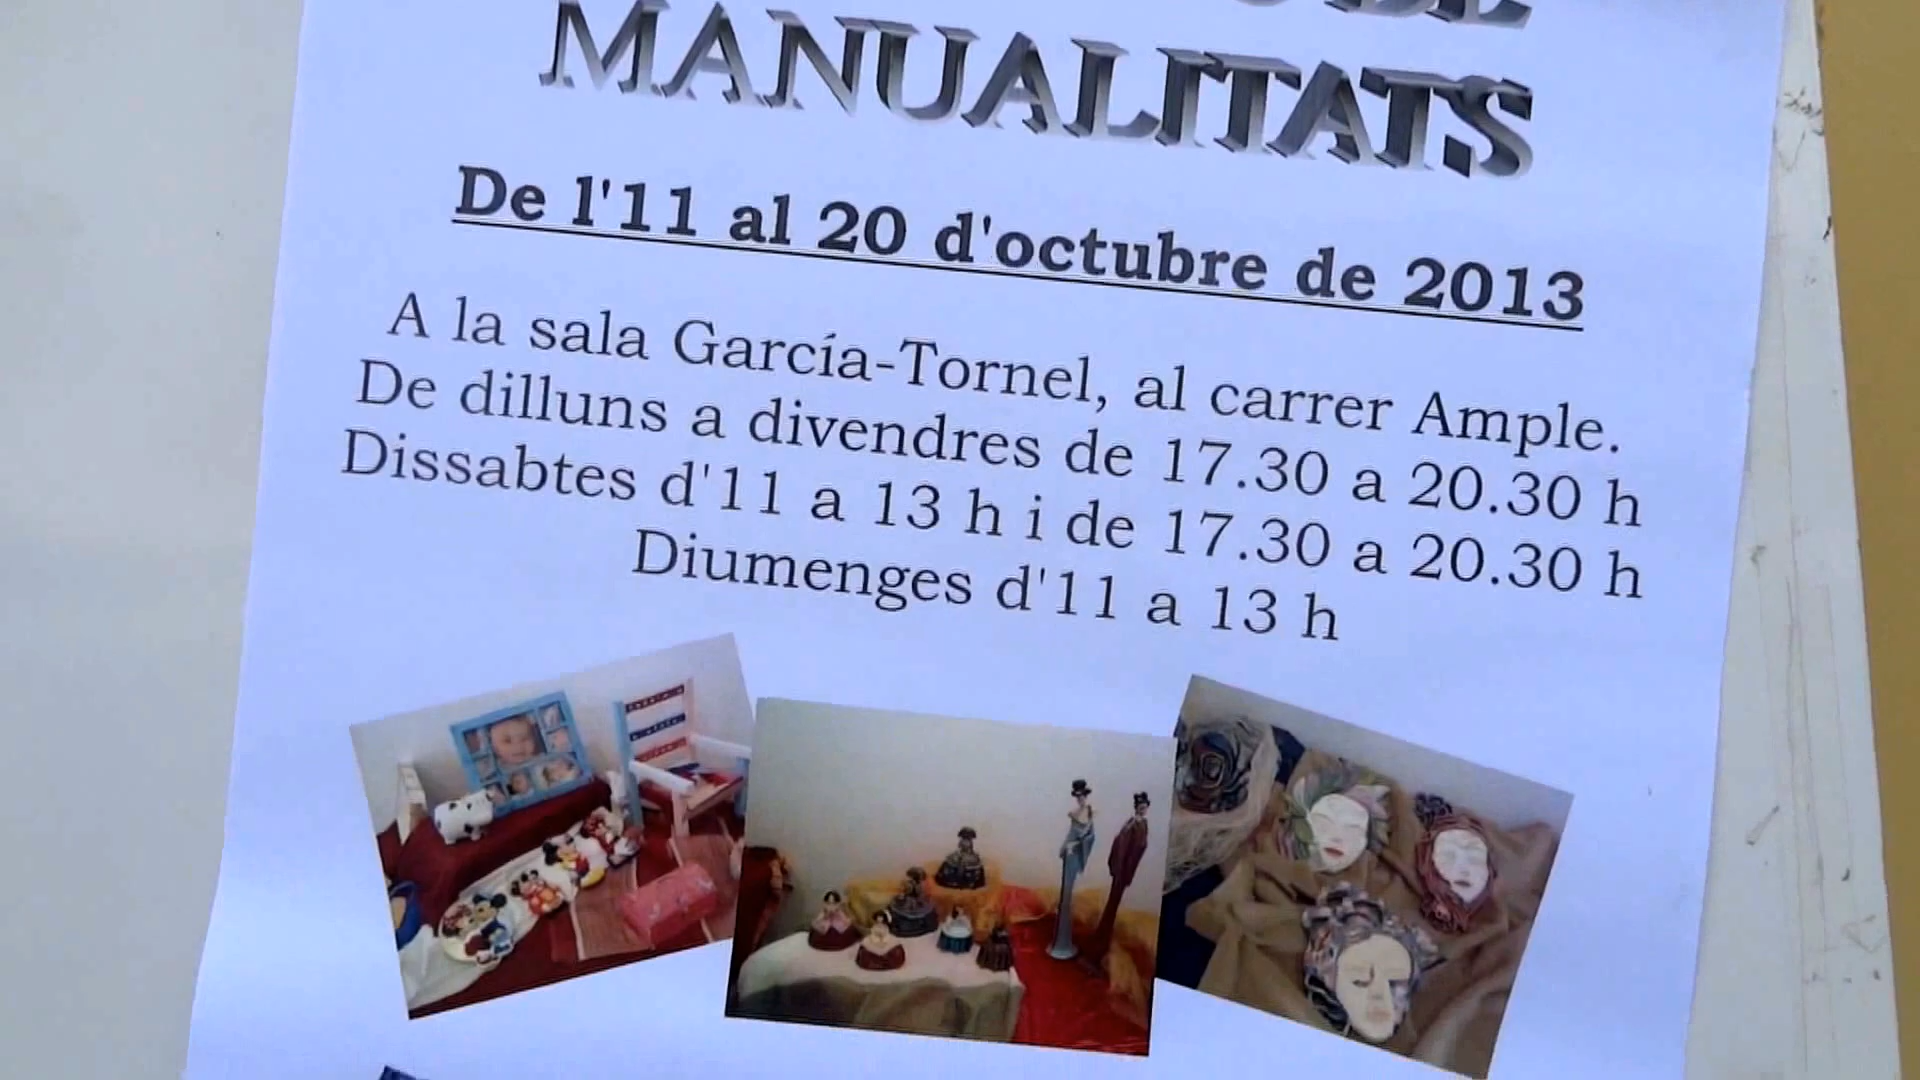 DE
MANUALITATS
De l'11 al 20 d'octubre de 2013
A la sala García-Tornel, al carrer Ample.
De dilluns a divendres de 17.30 a 20.30 h
Dissabtes d'11 a 13 h i de 17.30 a 20.30 h
Diumenges d'11 a 13 h